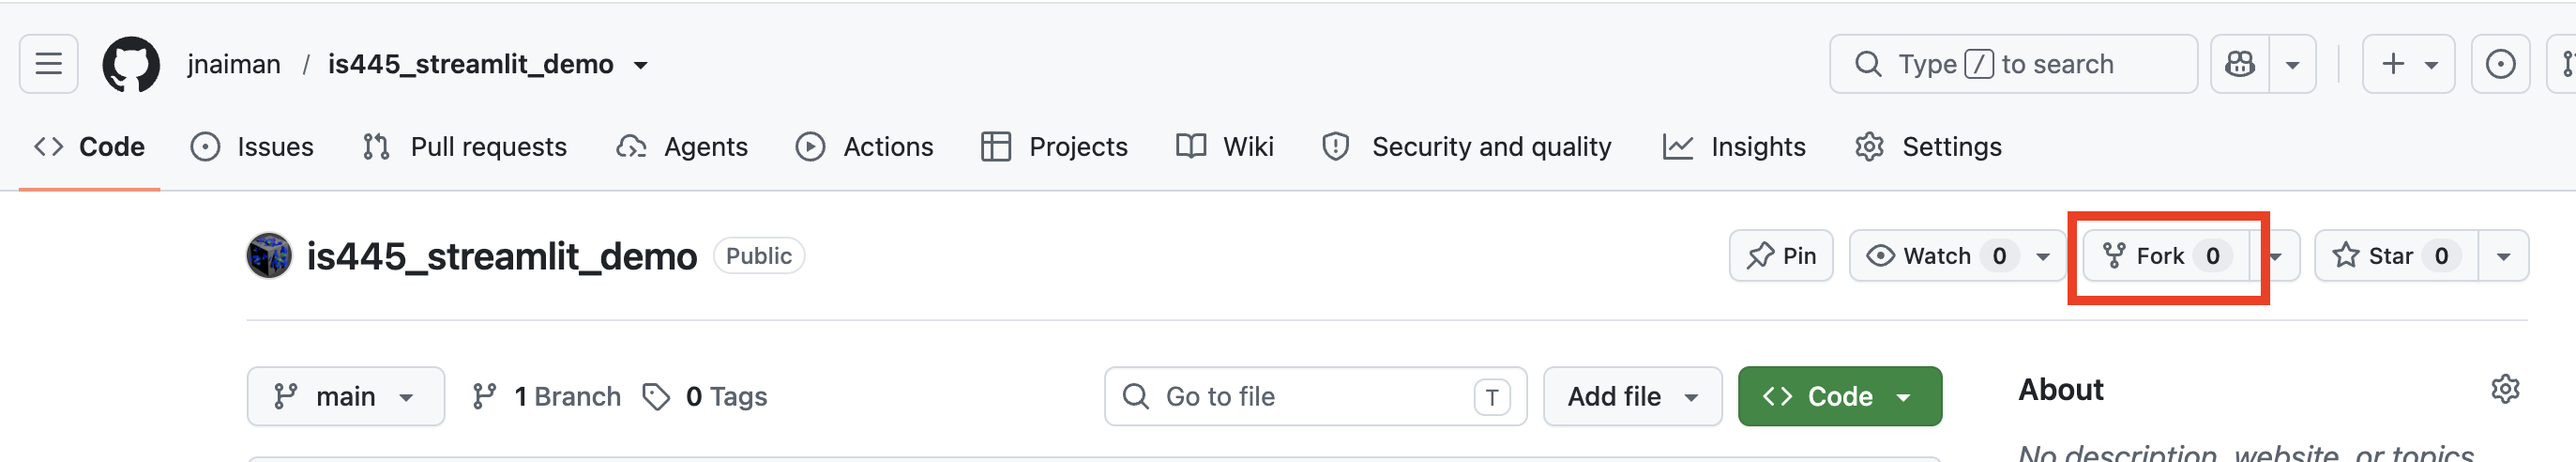 jnaiman / is445_streamlit_demo Type / to search
Code Issues Pull requests Agents Actions Projects Wiki Security and quality Insights Settings
is445_streamlit_demo Public Pin Watch 0 Fork 0 Star 0
main 1 Branch 0 Tags Go to file T Add file Code About
No description, website, or topics